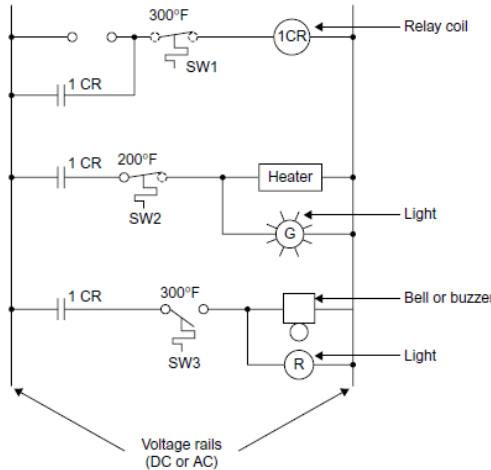 300°F
1CR
Relay coil
SW1
1 CR
1 CR
200°F
Heater
SW2
Light
G
1 CR
300°F
Bell or buzzer
SW3
Light
R
Voltage rails
(DC or AC)